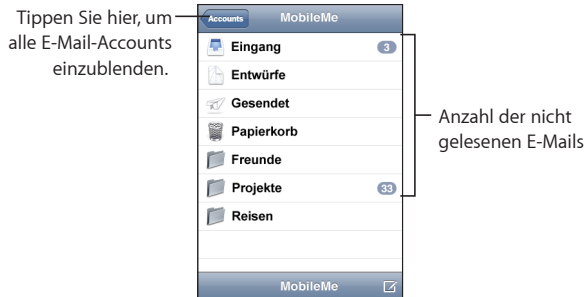 Tippen Sie hier, um
alle E-Mail-Accounts
einzublenden.
Accounts
MobileMe
Eingang 3
Entwürfe
Gesendet
Papierkorb
Freunde
Projekte 33
Reisen
MobileMe
Anzahl der nicht
gelesenen E-Mails